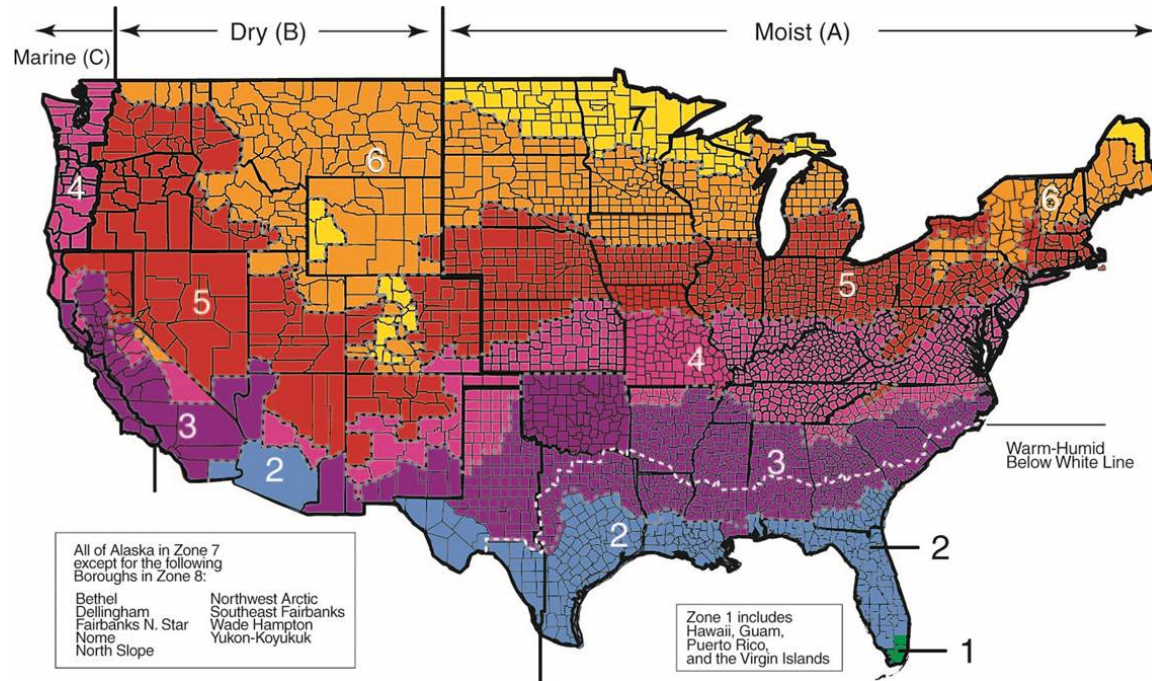 Marine (C)
Dry (B)
Moist (A)
7
6
4
6
5
5
4
3
3
2
2
Warm-Humid
Below White Line
2
1
All of Alaska in Zone 7
except for the following
Boroughs in Zone 8:
Bethel
Dellingham
Fairbanks N. Star
Nome
North Slope
Northwest Arctic
Southeast Fairbanks
Wade Hampton
Yukon-Koyukuk
Zone 1 includes
Hawaii, Guam,
Puerto Rico,
and the Virgin Islands